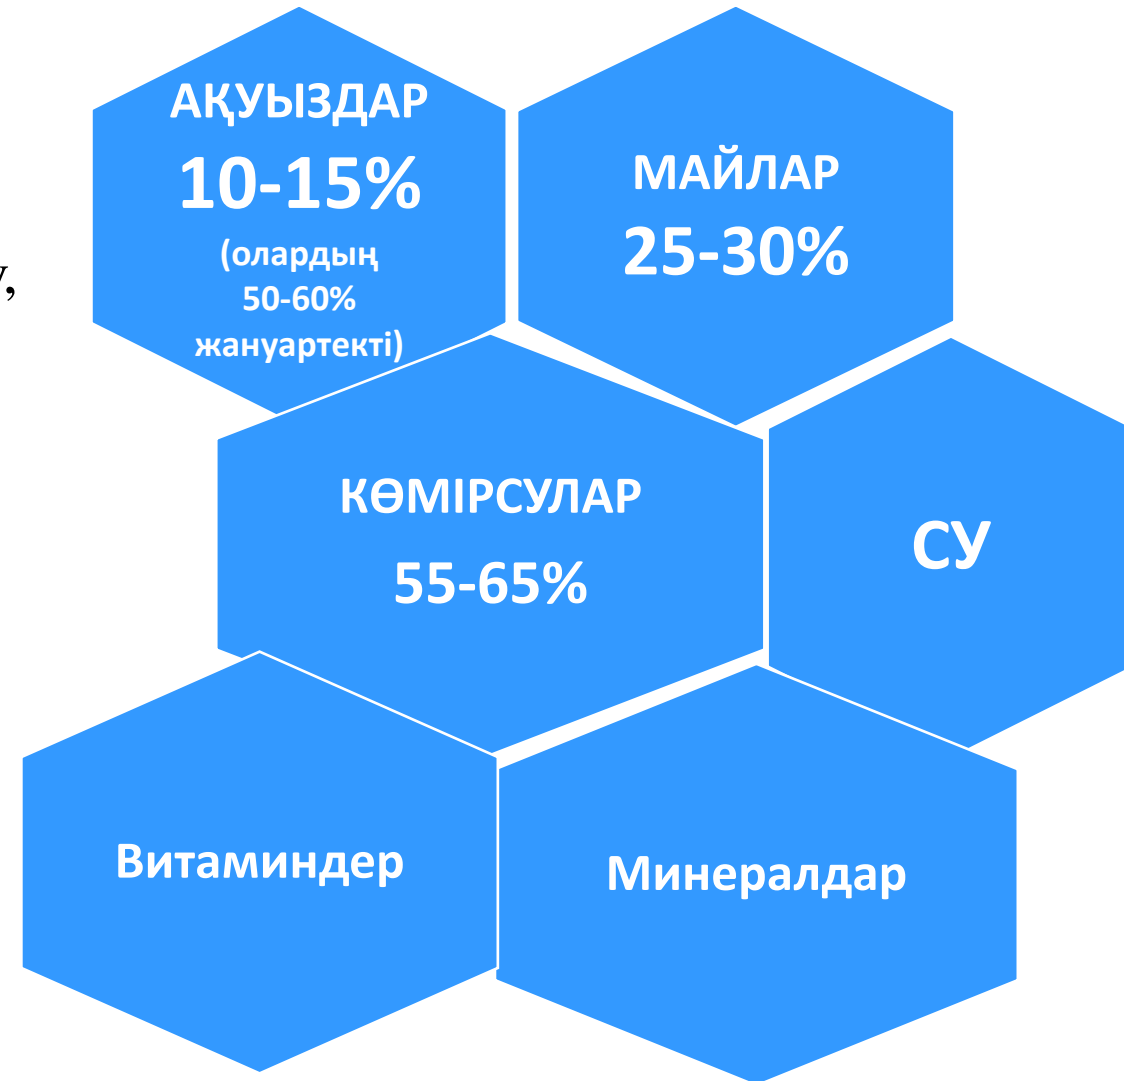 АҚУЫЗДАР
10-15%
(олардың
50-60%
жануартекті)
МАЙЛАР
25-30%
КӨМІРСУЛАР
55-65%
СУ
Витаминдер
Минералдар